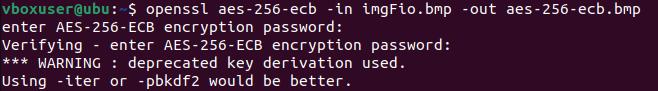 vboxuser@ubu:~$ openssl aes-256-ecb -in imgFio.bmp -out aes-256-ecb.bmp
enter AES-256-ECB encryption password:
Verifying - enter AES-256-ECB encryption password:
*** WARNING : deprecated key derivation used.
Using -iter or -pbkdf2 would be better.